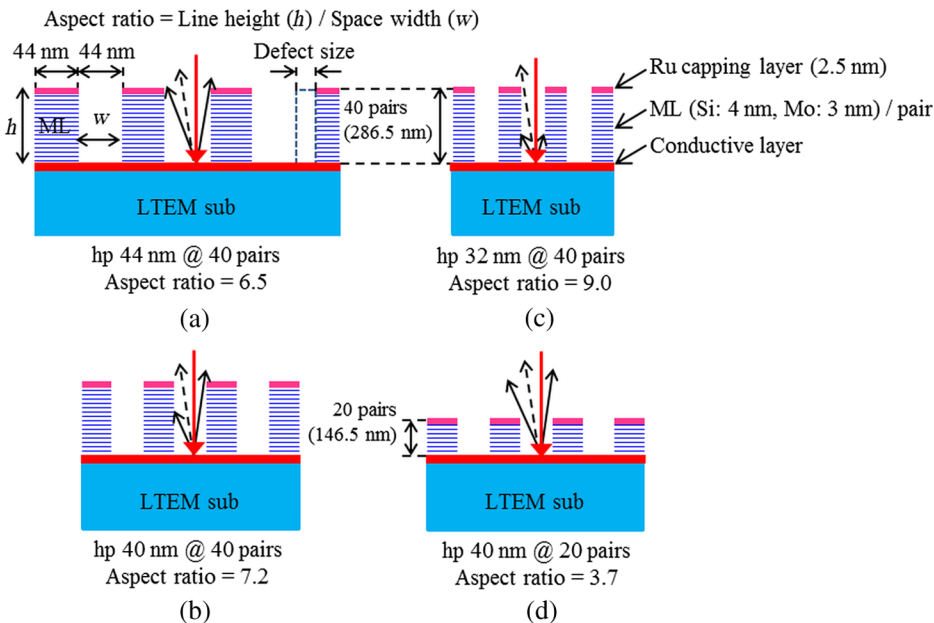 Aspect ratio = Line height (h) / Space width (w)
44 nm 44 nm
Defect size
h
ML
w
40 pairs
(286.5 nm)
Ru capping layer (2.5 nm)
ML (Si: 4 nm, Mo: 3 nm) / pair
Conductive layer
LTEM sub
LTEM sub
hp 44 nm @ 40 pairs
Aspect ratio = 6.5
(a)
hp 32 nm @ 40 pairs
Aspect ratio = 9.0
(c)
20 pairs
(146.5 nm)
LTEM sub
LTEM sub
hp 40 nm @ 40 pairs
Aspect ratio = 7.2
(b)
hp 40 nm @ 20 pairs
Aspect ratio = 3.7
(d)